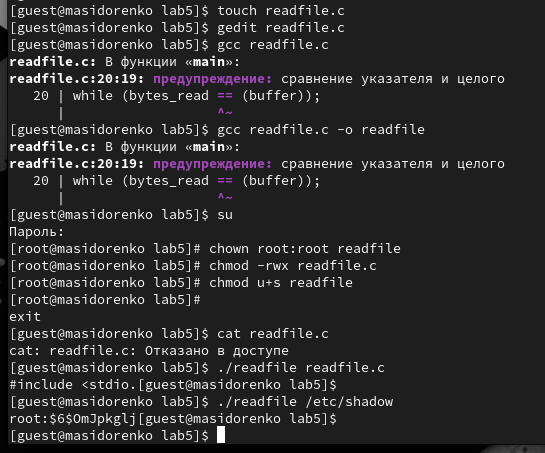 [guest@masidorenko lab5]$ touch readfile.c
[guest@masidorenko lab5]$ gedit readfile.c
[guest@masidorenko lab5]$ gcc readfile.c
readfile.c: В функции «main»:
readfile.c:20:19: предупреждение: сравнение указателя и целого
   20 | while (bytes_read == (buffer));
      |                   ^~
[guest@masidorenko lab5]$ gcc readfile.c -o readfile
readfile.c: В функции «main»:
readfile.c:20:19: предупреждение: сравнение указателя и целого
   20 | while (bytes_read == (buffer));
      |                   ^~
[guest@masidorenko lab5]$ su
Пароль:
[root@masidorenko lab5]# chown root:root readfile
[root@masidorenko lab5]# chmod -rwx readfile.c
[root@masidorenko lab5]# chmod u+s readfile
[root@masidorenko lab5]#
exit
[guest@masidorenko lab5]$ cat readfile.c
cat: readfile.c: Отказано в доступе
[guest@masidorenko lab5]$ ./readfile readfile.c
#include <stdio.[guest@masidorenko lab5]$
[guest@masidorenko lab5]$ ./readfile /etc/shadow
root:$6$OmJpkglj[guest@masidorenko lab5]$
[guest@masidorenko lab5]$